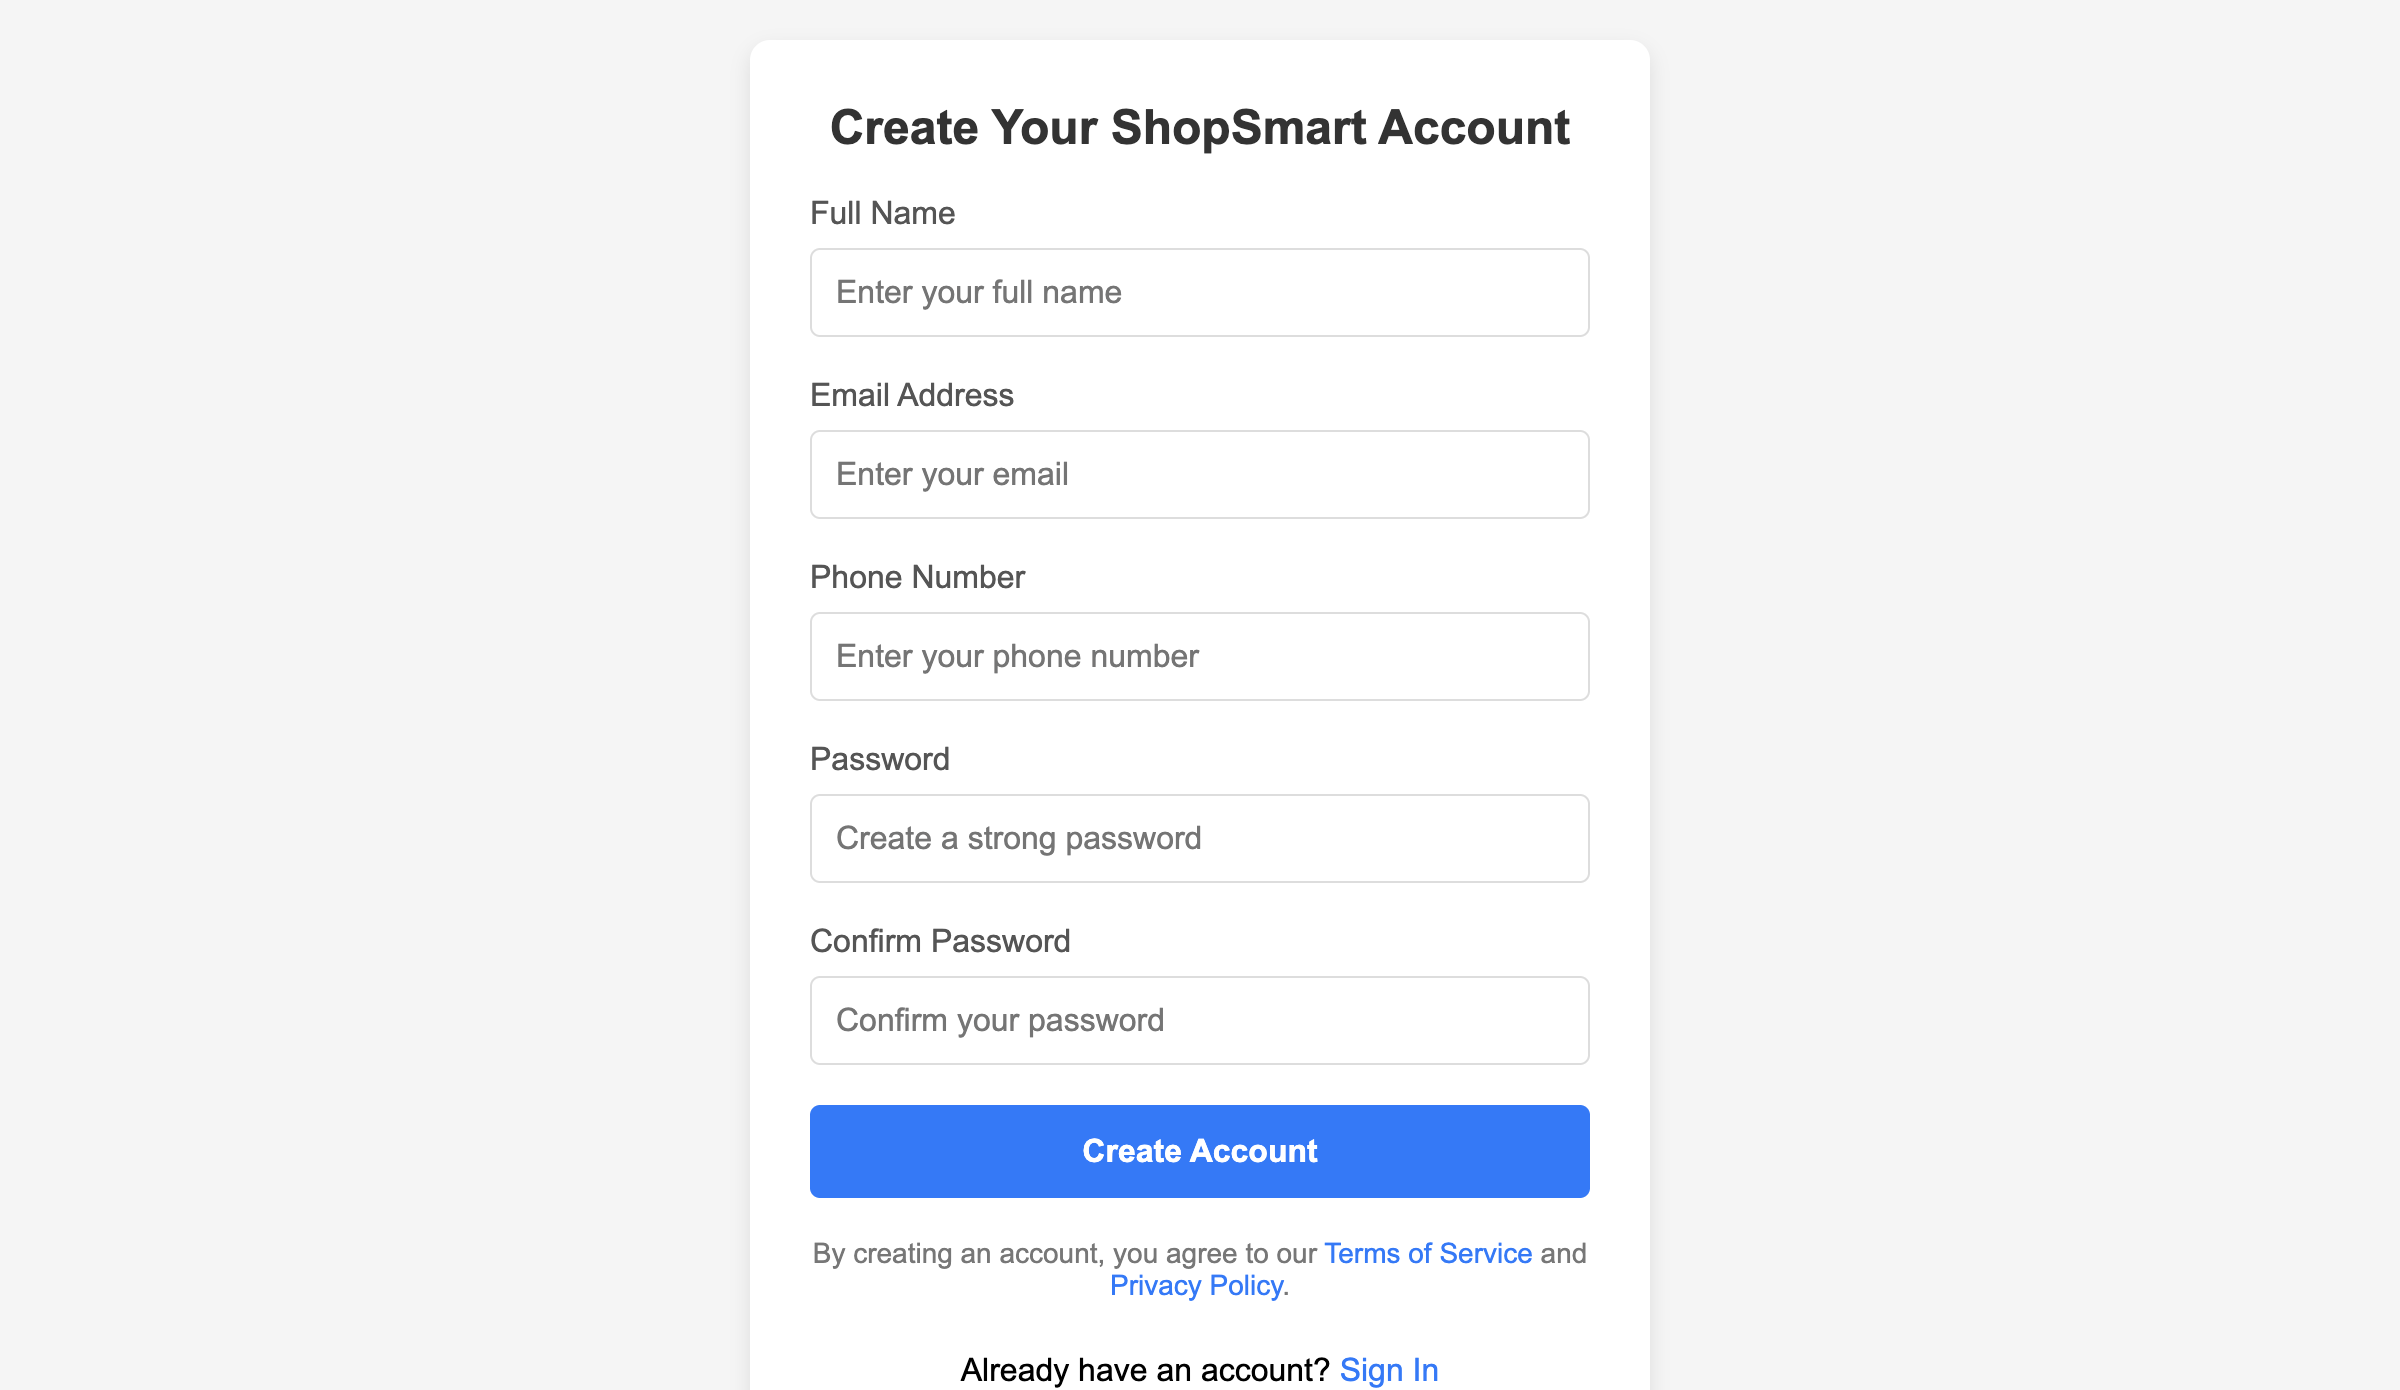 Create Your ShopSmart Account
Full Name
Enter your full name
Email Address
Enter your email
Phone Number
Enter your phone number
Password
Create a strong password
Confirm Password
Confirm your password
Create Account
By creating an account, you agree to our Terms of Service and
Privacy Policy.
Already have an account? Sign In